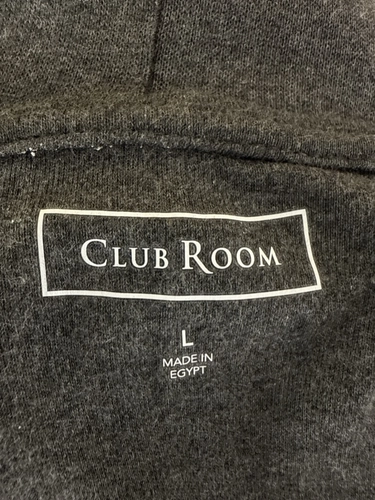 CLUB ROOM
L
MADE IN
EGYPT